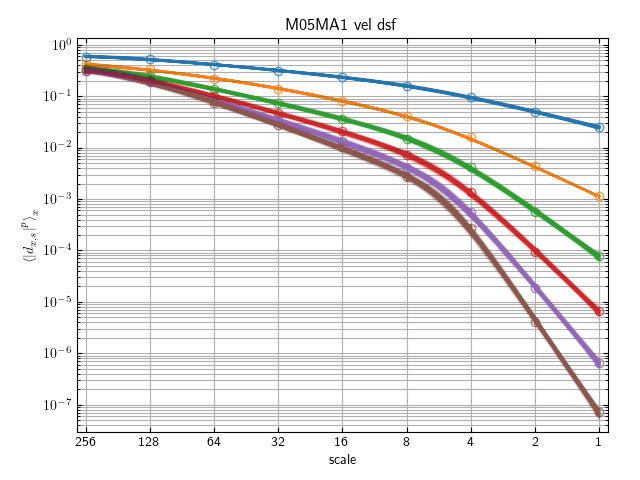 M05MA1 vel dsf
10⁰
10⁻¹
10⁻²
10⁻³
10⁻⁴
10⁻⁵
10⁻⁶
10⁻⁷
⟨|d_{x,s}|^p⟩_x
256 128 64 32 16 8 4 2 1
scale